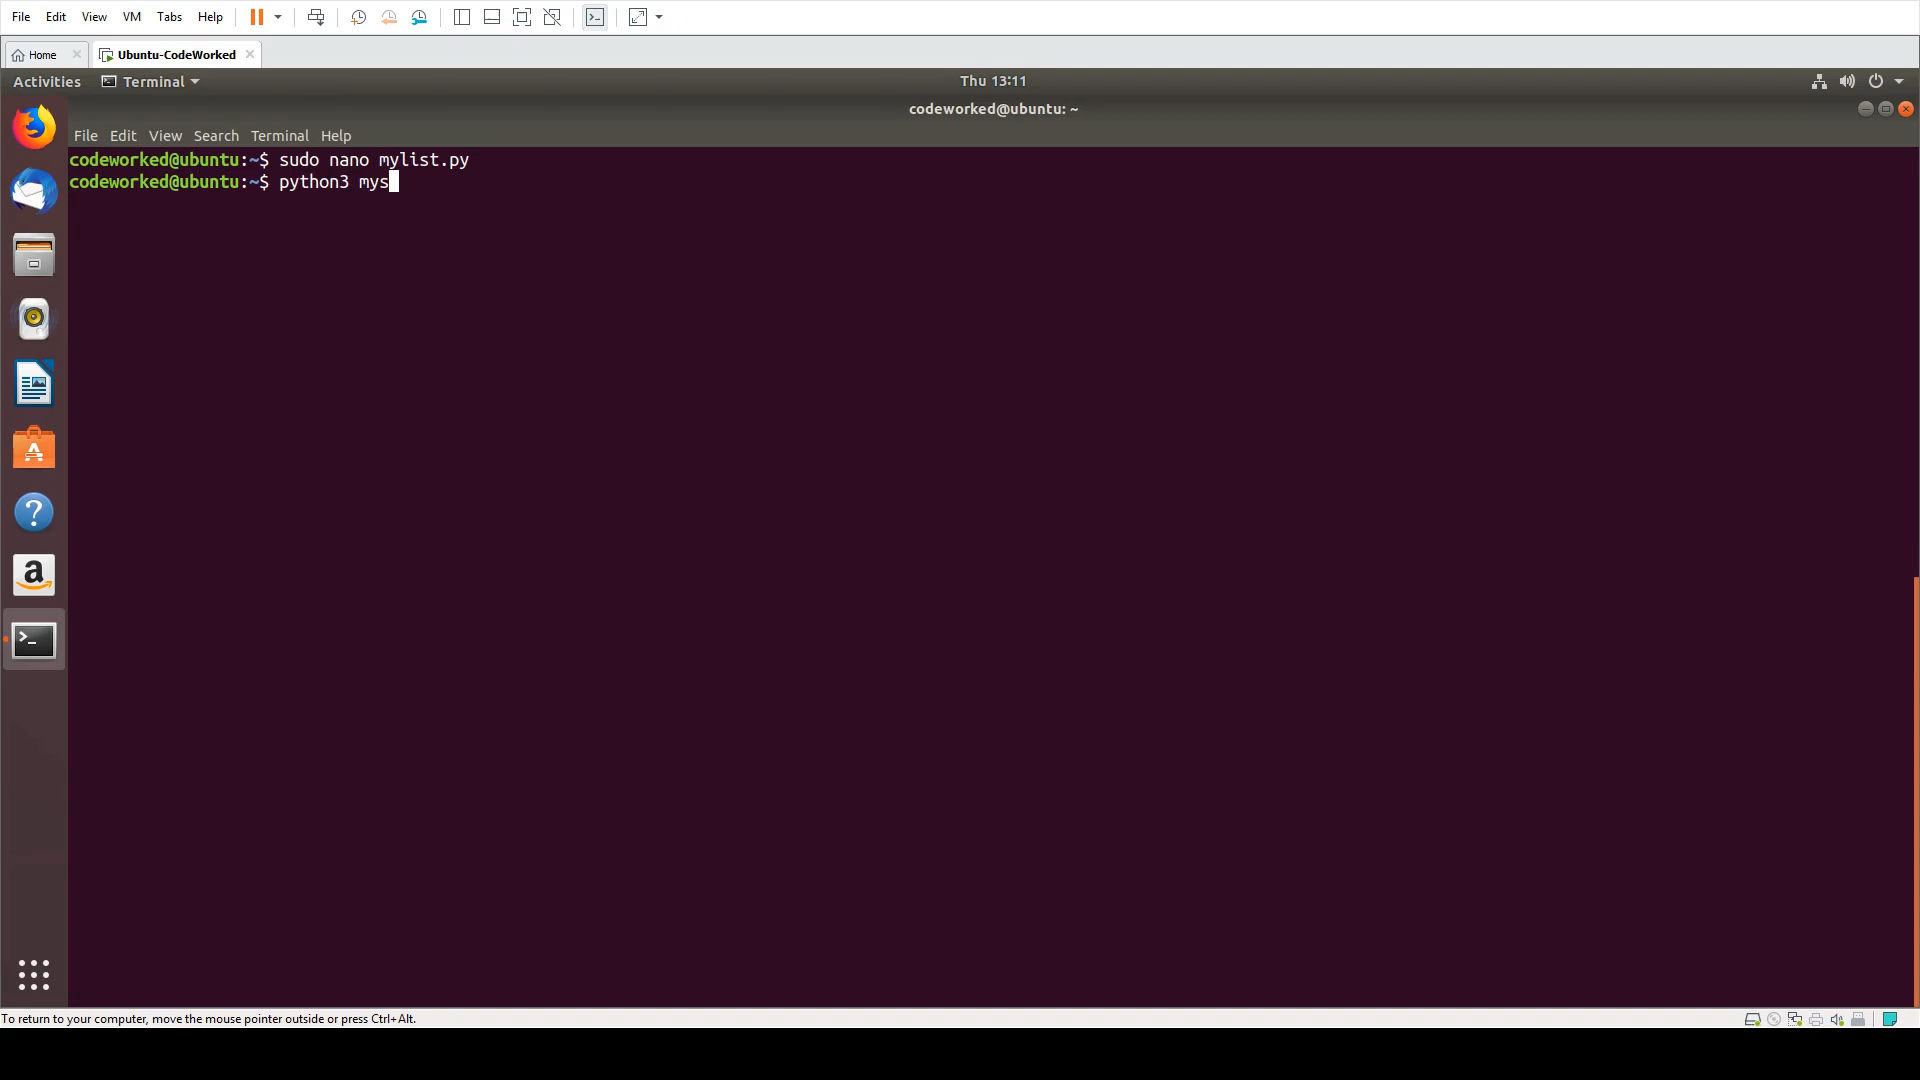 File Edit View VM Tabs Help
Home Ubuntu-CodeWorked
Activities Terminal Thu 13:11
codeworked@ubuntu: ~
File Edit View Search Terminal Help
codeworked@ubuntu:~$ sudo nano mylist.py
codeworked@ubuntu:~$ python3 mys
To return to your computer, move the mouse pointer outside or press Ctrl+Alt.